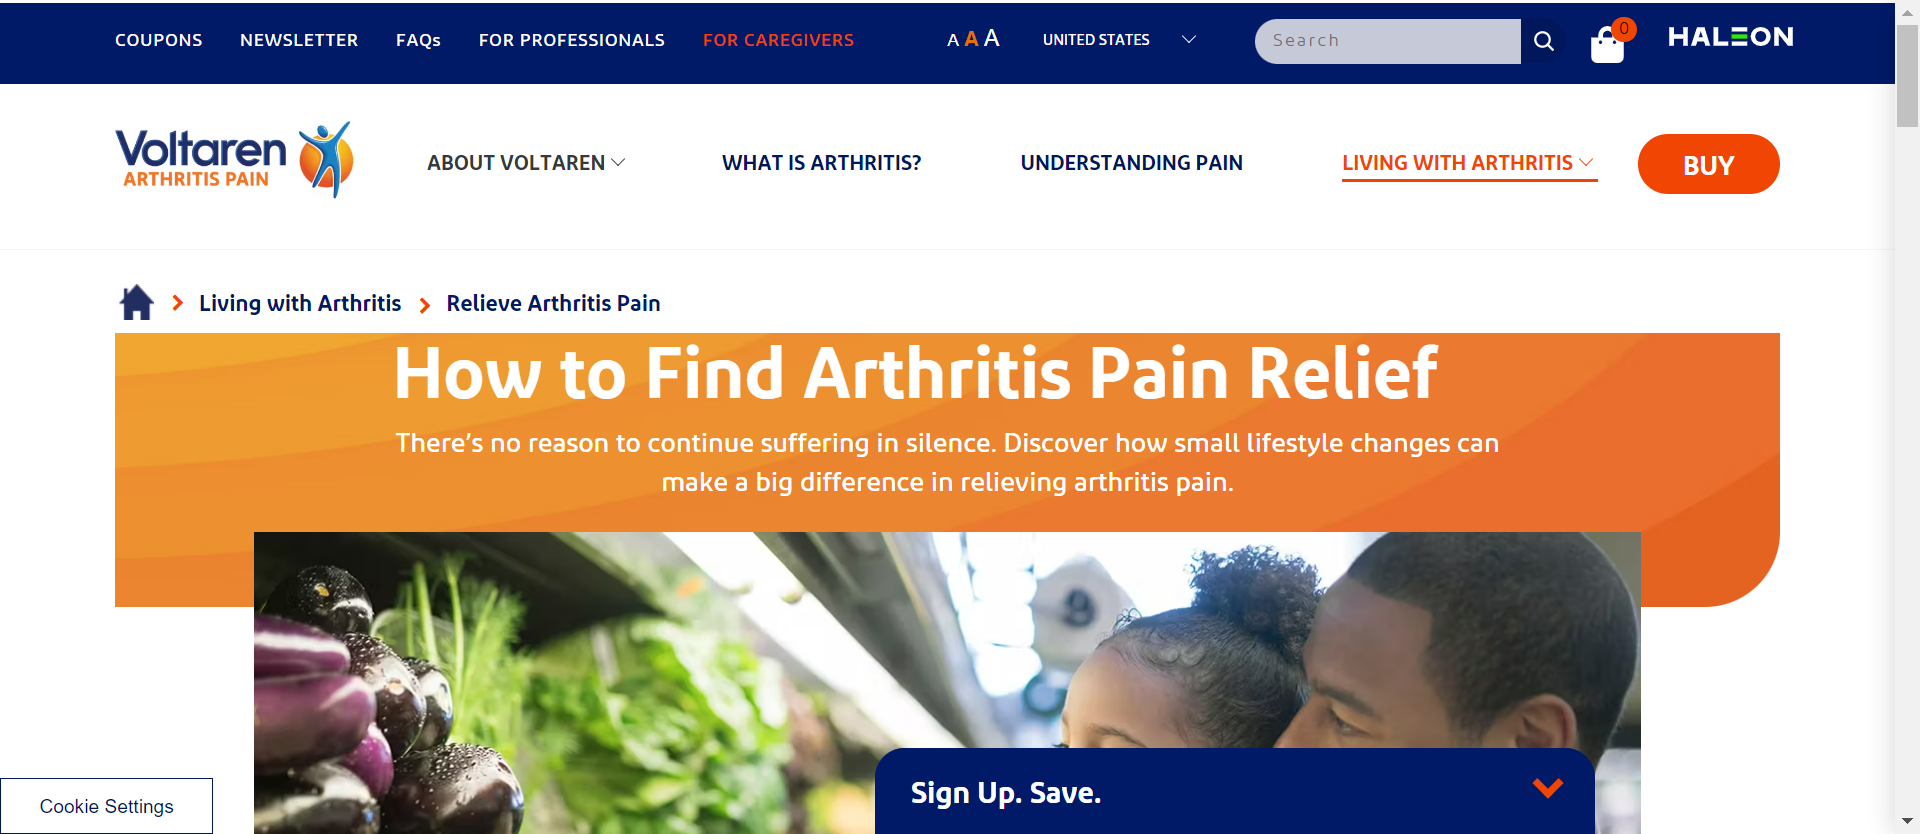 COUPONS NEWSLETTER FAQs FOR PROFESSIONALS FOR CAREGIVERS A A A UNITED STATES Search 0 HALEON
Voltaren
ARTHRITIS PAIN
ABOUT VOLTAREN WHAT IS ARTHRITIS? UNDERSTANDING PAIN LIVING WITH ARTHRITIS BUY
Living with Arthritis Relieve Arthritis Pain
How to Find Arthritis Pain Relief
There’s no reason to continue suffering in silence. Discover how small lifestyle changes can
make a big difference in relieving arthritis pain.
Sign Up. Save.
Cookie Settings